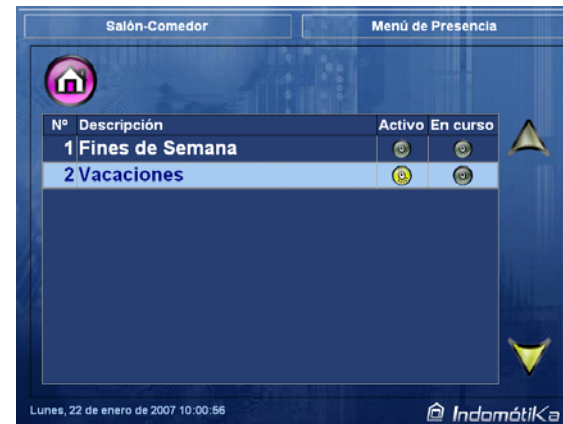 Salón-Comedor Menú de Presencia
Nº Descripción Activo En curso
1 Fines de Semana
2 Vacaciones
Lunes, 22 de enero de 2007 10:00:56 IndomótiKa